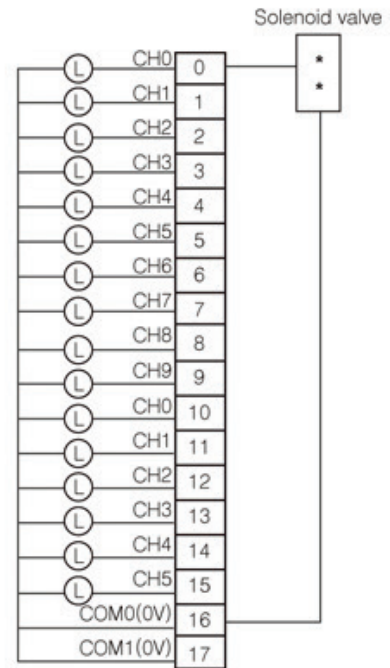 Solenoid valve
L CH0 0 *
*
L CH1 1
L CH2 2
L CH3 3
L CH4 4
L CH5 5
L CH6 6
L CH7 7
L CH8 8
L CH9 9
L CH0 10
L CH1 11
L CH2 12
L CH3 13
L CH4 14
L CH5 15
COM0(0V) 16
COM1(0V) 17